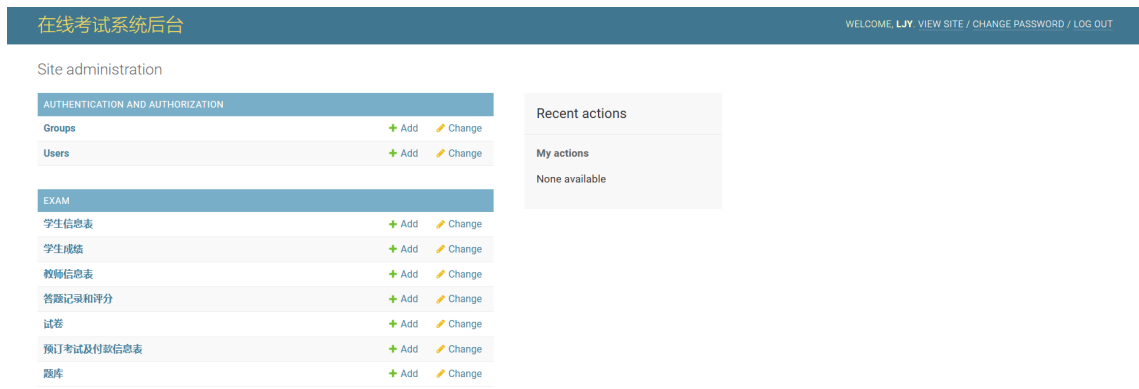 在线考试系统后台
WELCOME, LJY. VIEW SITE / CHANGE PASSWORD / LOG OUT
Site administration
AUTHENTICATION AND AUTHORIZATION
Groups Add Change
Users Add Change
EXAM
学生信息表 Add Change
学生成绩 Add Change
教师信息表 Add Change
答题记录和评分 Add Change
试卷 Add Change
预订考试及付款信息表 Add Change
题库 Add Change
Recent actions
My actions
None available